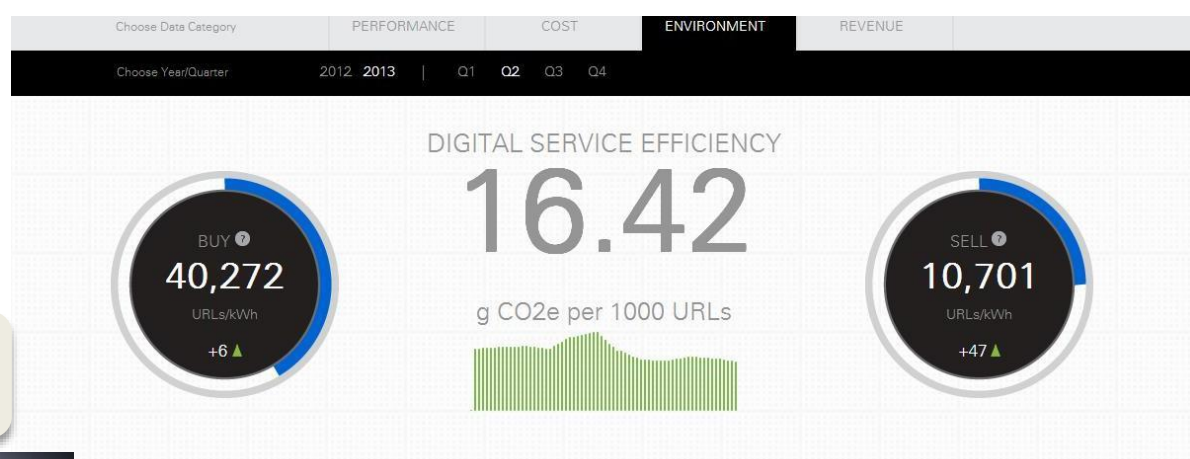 Choose Data Category PERFORMANCE COST ENVIRONMENT REVENUE
Choose Year/Quarter 2012 2013 | Q1 Q2 Q3 Q4
DIGITAL SERVICE EFFICIENCY
16.42
g CO2e per 1000 URLs
BUY ?
40,272
URLs/kWh
+6
SELL ?
10,701
URLs/kWh
+47